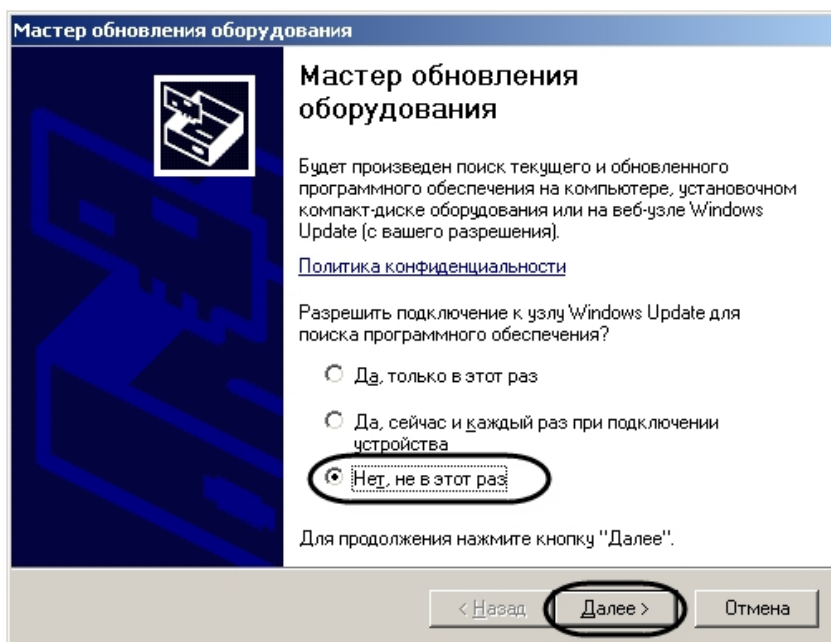 Мастер обновления оборудования
Мастер обновления
оборудования
Будет произведен поиск текущего и обновленного
программного обеспечения на компьютере, установочном
компакт-диске оборудования или на веб-узле Windows
Update (с вашего разрешения).
Политика конфиденциальности
Разрешить подключение к узлу Windows Update для
поиска программного обеспечения?
Да, только в этот раз
Да, сейчас и каждый раз при подключении
устройства
Нет, не в этот раз
Для продолжения нажмите кнопку "Далее".
< Назад
Далее >
Отмена